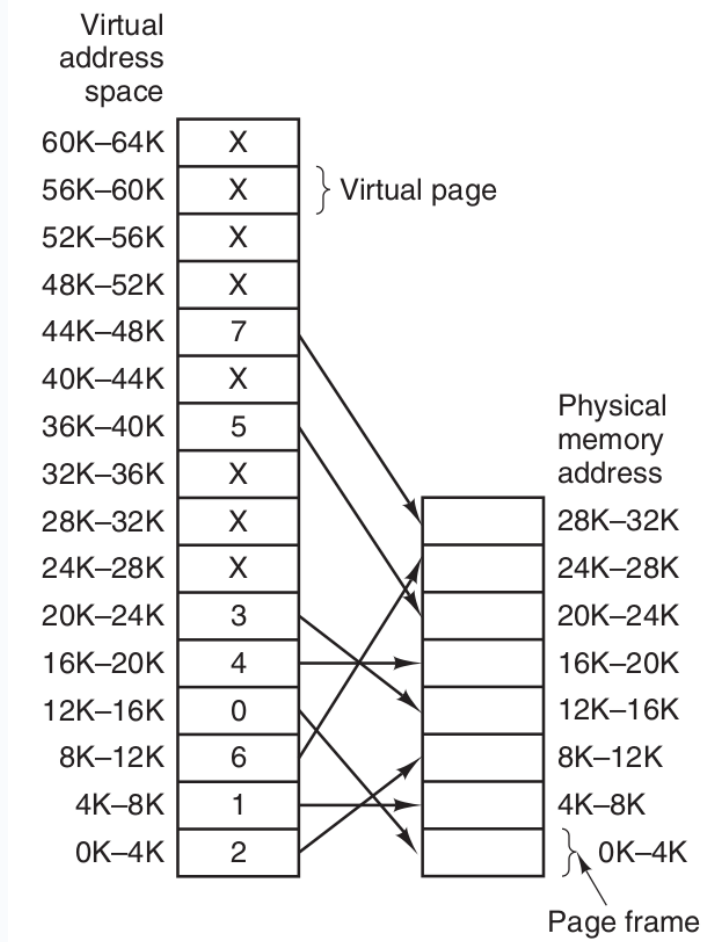 Virtual
address
space
60K–64K X
56K–60K X Virtual page
52K–56K X
48K–52K X
44K–48K 7
40K–44K X
36K–40K 5
32K–36K X
28K–32K X
24K–28K X
20K–24K 3
16K–20K 4
12K–16K 0
8K–12K 6
4K–8K 1
0K–4K 2
Physical
memory
address
28K–32K
24K–28K
20K–24K
16K–20K
12K–16K
8K–12K
4K–8K
0K–4K
Page frame